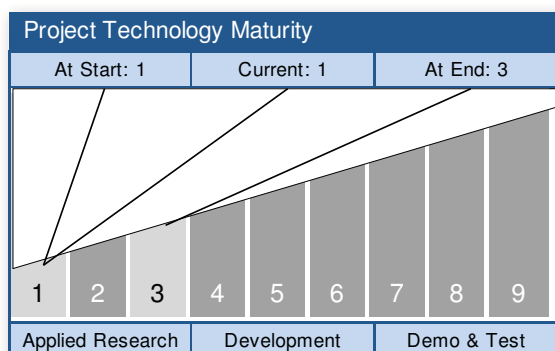 Project Technology Maturity
At Start: 1 Current: 1 At End: 3
1 2 3 4 5 6 7 8 9
Applied Research Development Demo & Test